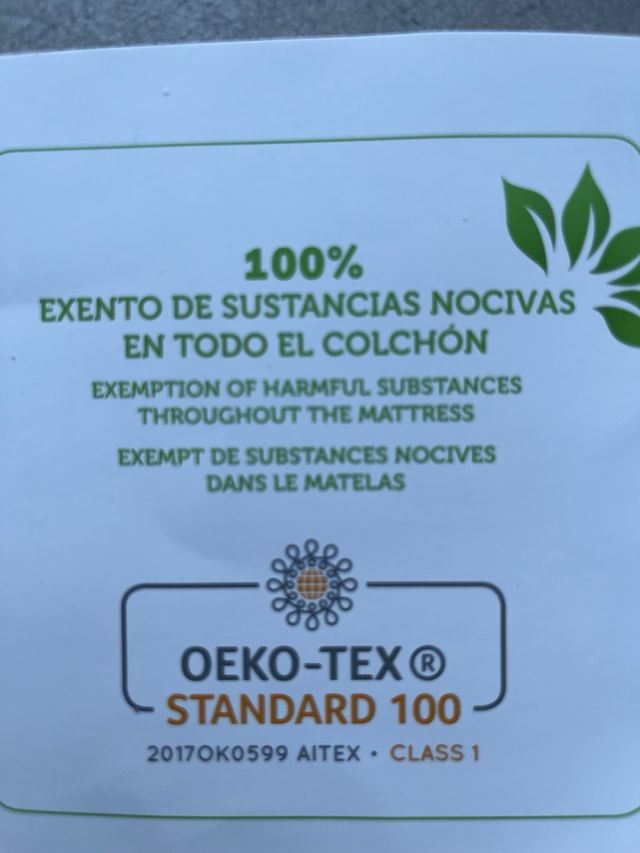 100%
EXENTO DE SUSTANCIAS NOCIVAS
EN TODO EL COLCHÓN
EXEMPTION OF HARMFUL SUBSTANCES
THROUGHOUT THE MATTRESS
EXEMPT DE SUBSTANCES NOCIVES
DANS LE MATELAS
OEKO-TEX®
STANDARD 100
2017OK0599 AITEX • CLASS 1